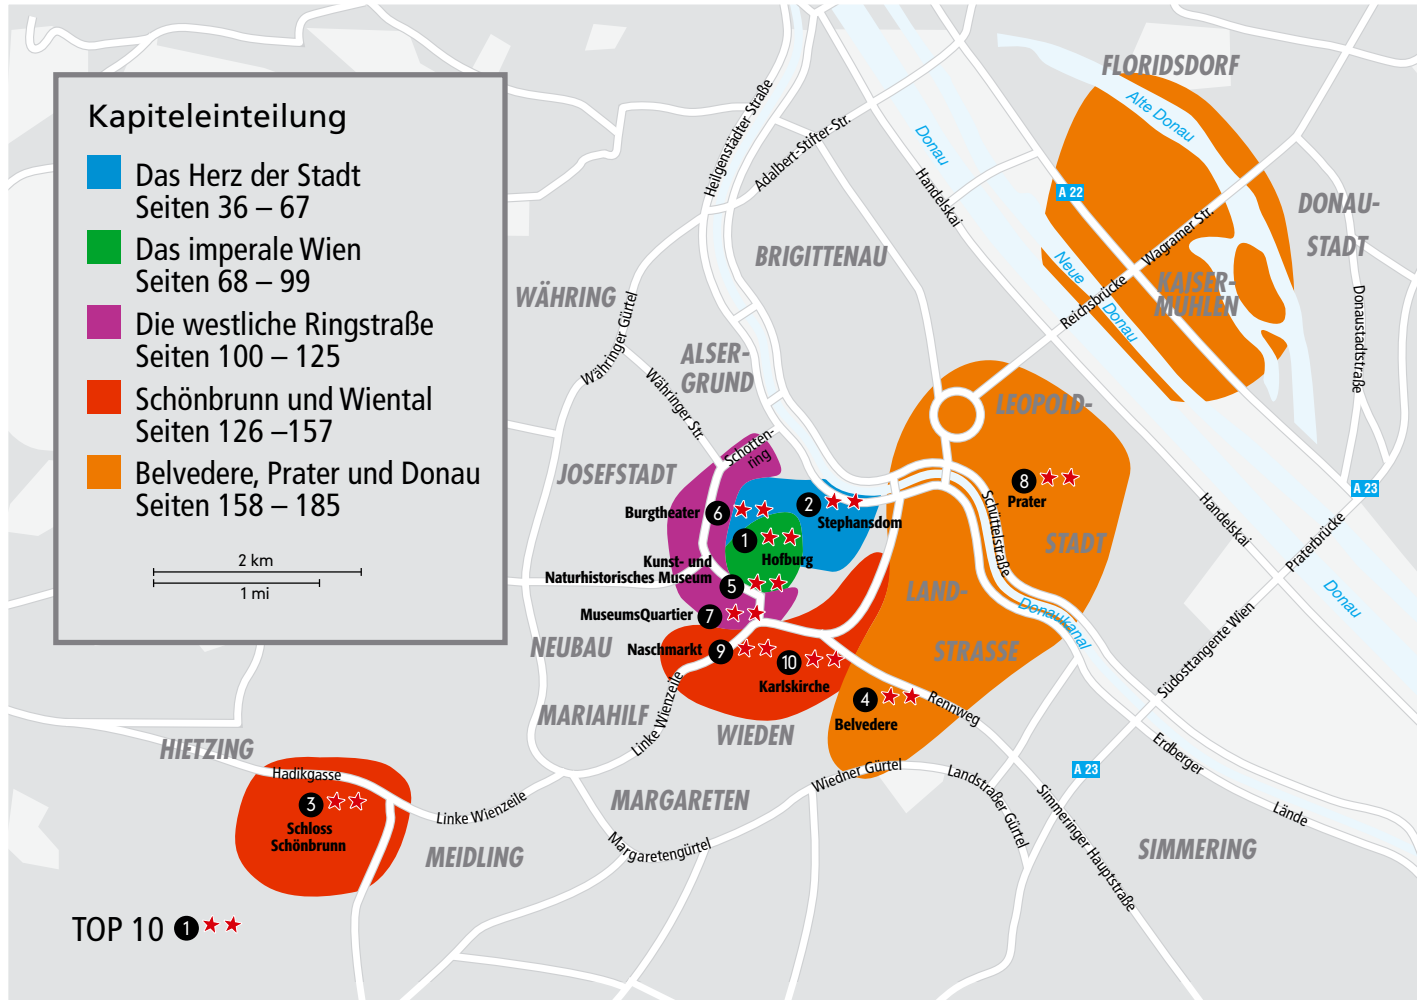 Kapiteleinteilung
Das Herz der Stadt
Seiten 36 – 67
Das imperale Wien
Seiten 68 – 99
Die westliche Ringstraße
Seiten 100 – 125
Schönbrunn und Wiental
Seiten 126 –157
Belvedere, Prater und Donau
Seiten 158 – 185
2 km
1 mi
FLORIDSDORF
Alte Donau
Heilgenstädter Straße
Adalbert-Stifter-Str.
Donau
Handelskai
A 22
DONAU-
STADT
Wagramer Str.
BRIGITTENAU
Neue
Donau
KAISER-
MÜHLEN
Reichsbrücke
Donaustadtstraße
WÄHRING
Währinger Gürtel
ALSER-
GRUND
Währinger Str.
LEOPOLD-
STADT
Schotten-
ring
JOSEFSTADT
8
Prater
A 23
Handelskai
Praterbrücke
6
Burgtheater
2
Stephansdom
Schüttelstraße
1
Hofburg
Kunst- und
Naturhistorisches Museum
5
LAND-
STRASSE
Donaukanal
Donau
MuseumsQuartier
7
NEUBAU
Naschmarkt
9
10
Karlskirche
Südosttangente Wien
4
Belvedere
Rennweg
MARIAHILF
Linke Wienzeile
WIEDEN
HIETZING
Hadikgasse
3
Schloss
Schönbrunn
Linke Wienzeile
MARGARETEN
Wiedner Gürtel
Landstraßer Gürtel
A 23
Erdberger
Lände
Simmeringer Hauptstraße
MEIDLING
Margaretengürtel
SIMMERING
TOP 10 1